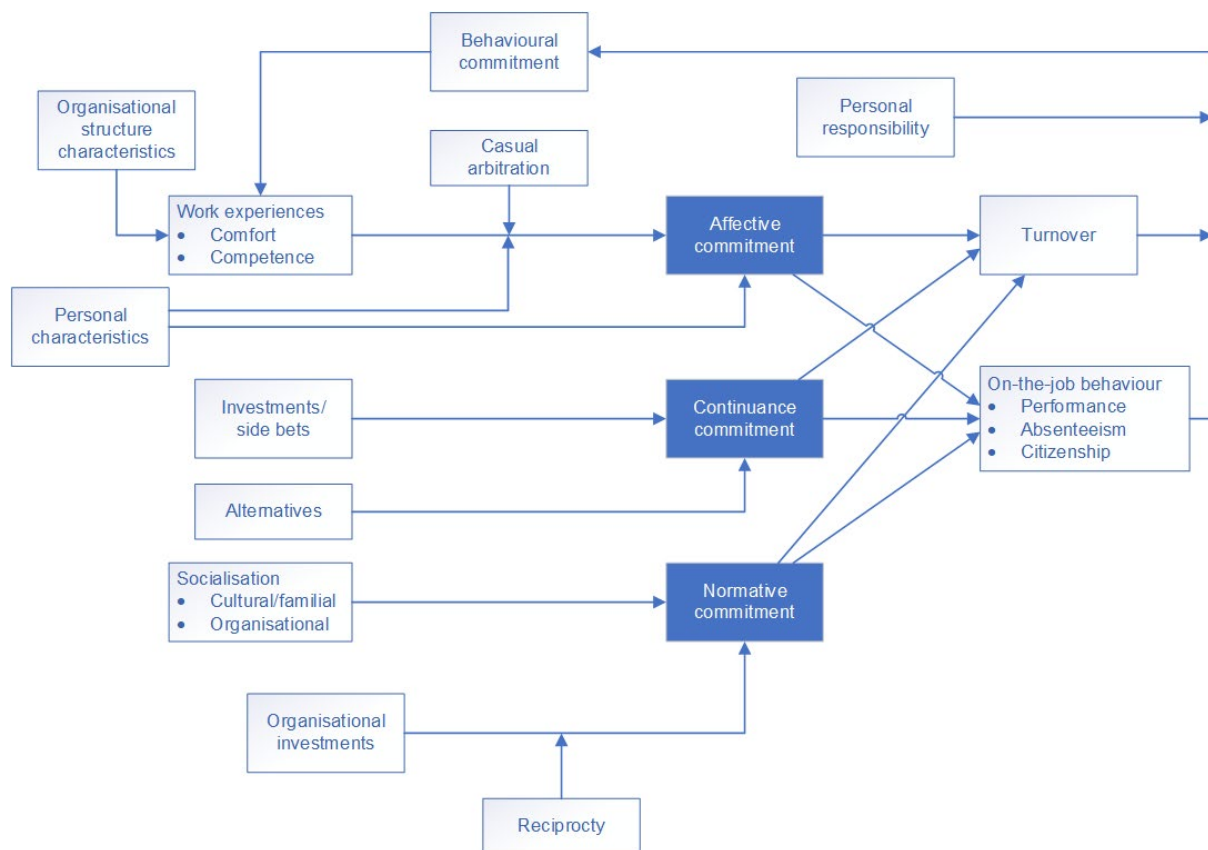 Behavioural
commitment
Organisational
structure
characteristics
Personal
responsibility
Casual
arbitration
Work experiences
• Comfort
• Competence
Affective
commitment
Turnover
Personal
characteristics
Investments/
side bets
Continuance
commitment
On-the-job behaviour
• Performance
• Absenteeism
• Citizenship
Alternatives
Socialisation
• Cultural/familial
• Organisational
Normative
commitment
Organisational
investments
Reciprocty